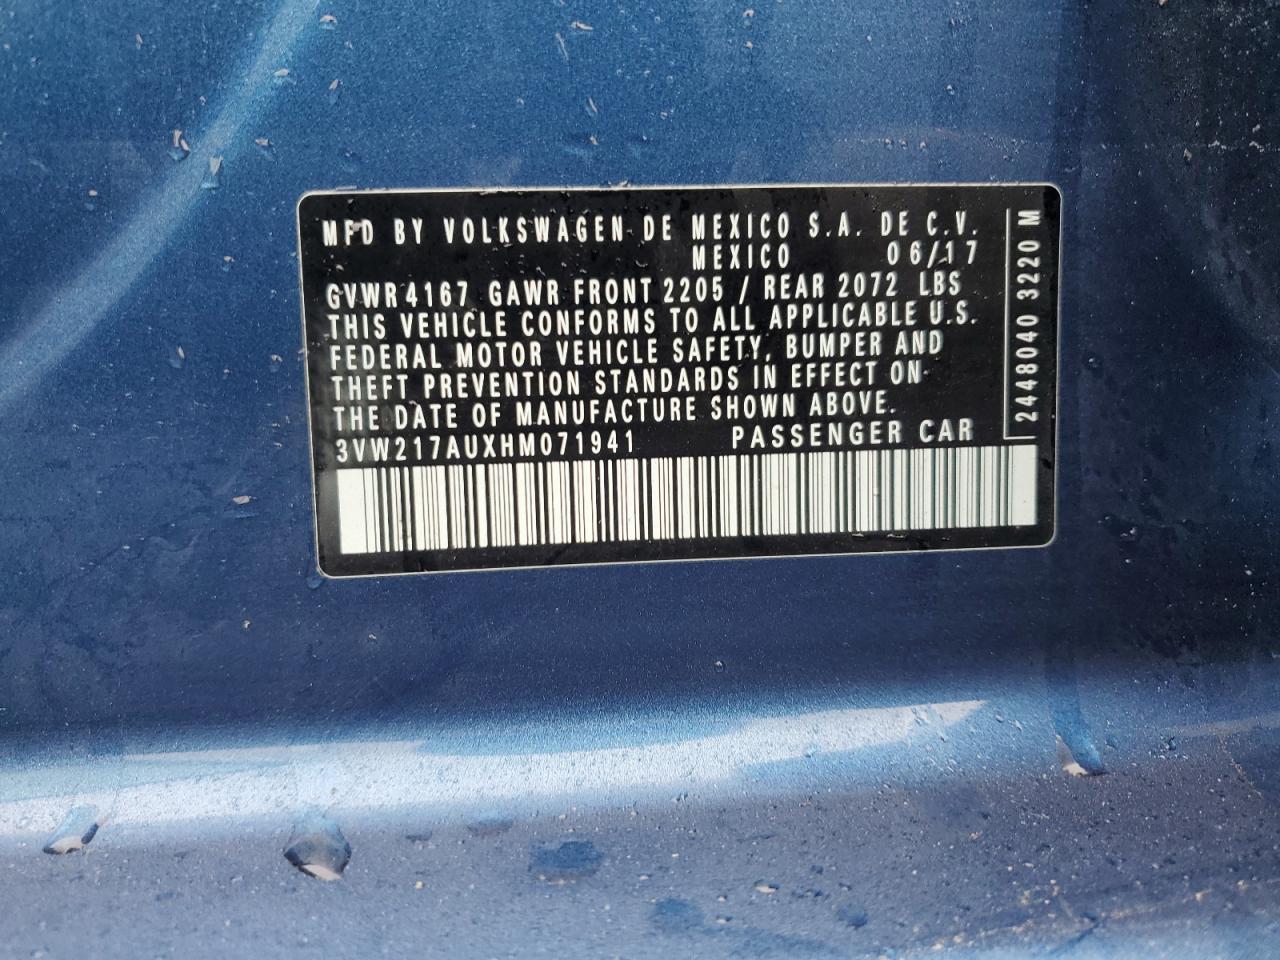 MFD BY VOLKSWAGEN DE MEXICO S.A. DE C.V.
MEXICO 06/17
GVWR 4167 GAWR FRONT 2205 / REAR 2072 LBS
THIS VEHICLE CONFORMS TO ALL APPLICABLE U.S.
FEDERAL MOTOR VEHICLE SAFETY, BUMPER AND
THEFT PREVENTION STANDARDS IN EFFECT ON
THE DATE OF MANUFACTURE SHOWN ABOVE.
3VW217AUXHM071941 PASSENGER CAR
2448040 3220 M